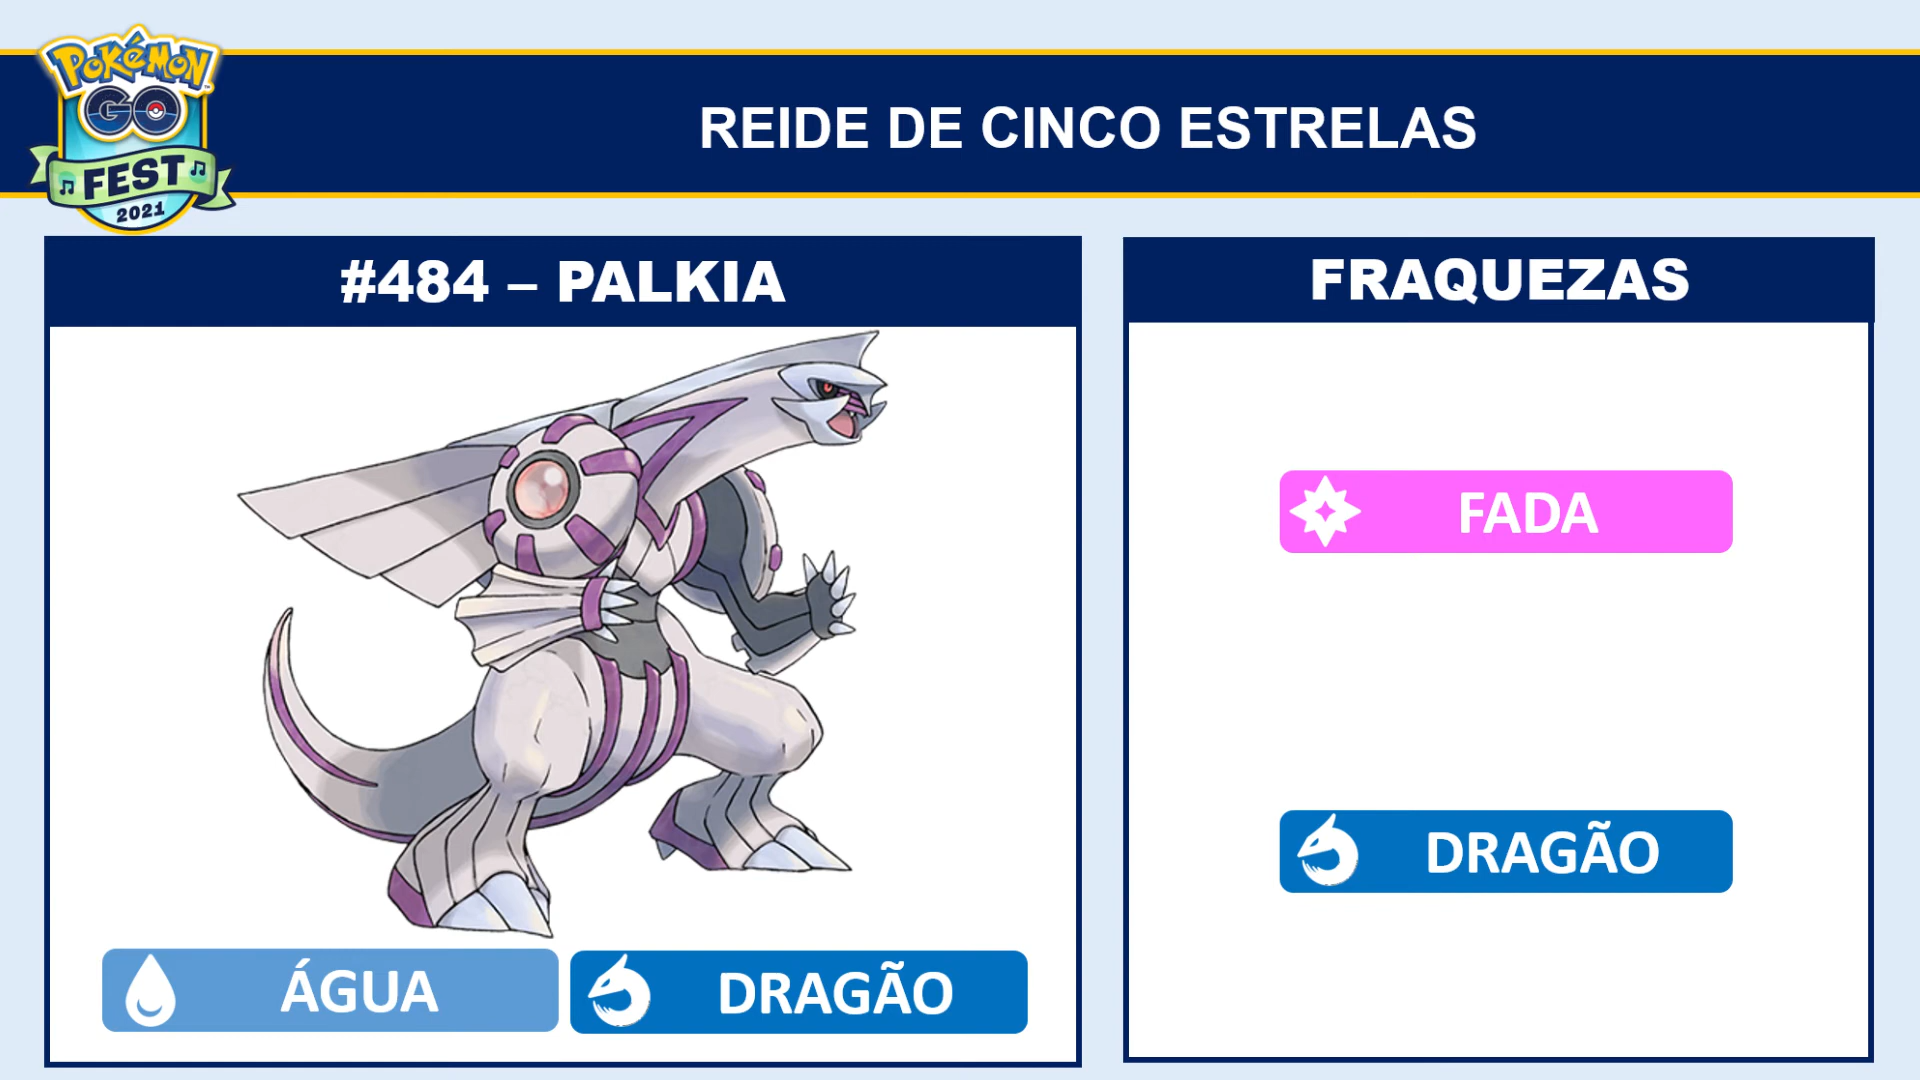 POKÉMON
GO
FEST
2021
REIDE DE CINCO ESTRELAS
#484 – PALKIA
FRAQUEZAS
FADA
DRAGÃO
ÁGUA
DRAGÃO